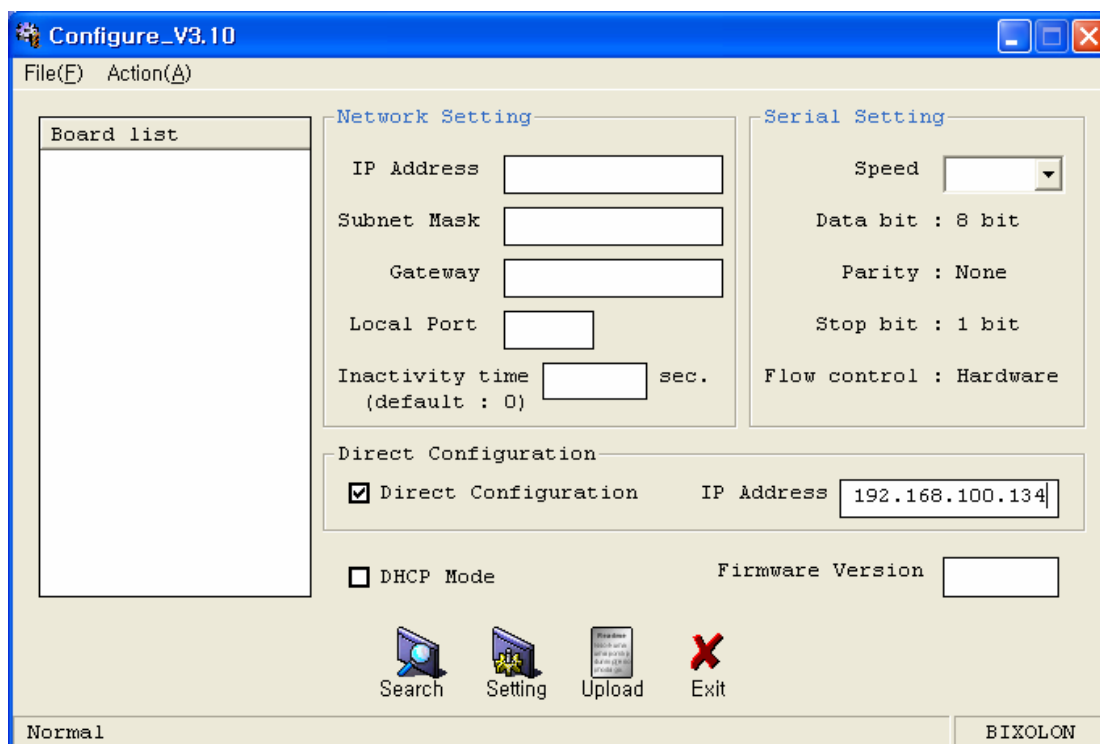 Configure_V3.10
File(F) Action(A)
Board list
Network Setting
IP Address
Subnet Mask
Gateway
Local Port
Inactivity time sec.
(default : 0)
Serial Setting
Speed
Data bit : 8 bit
Parity : None
Stop bit : 1 bit
Flow control : Hardware
Direct Configuration
Direct Configuration IP Address 192.168.100.134
DHCP Mode Firmware Version
Search Setting Upload Exit
Normal BIXOLON